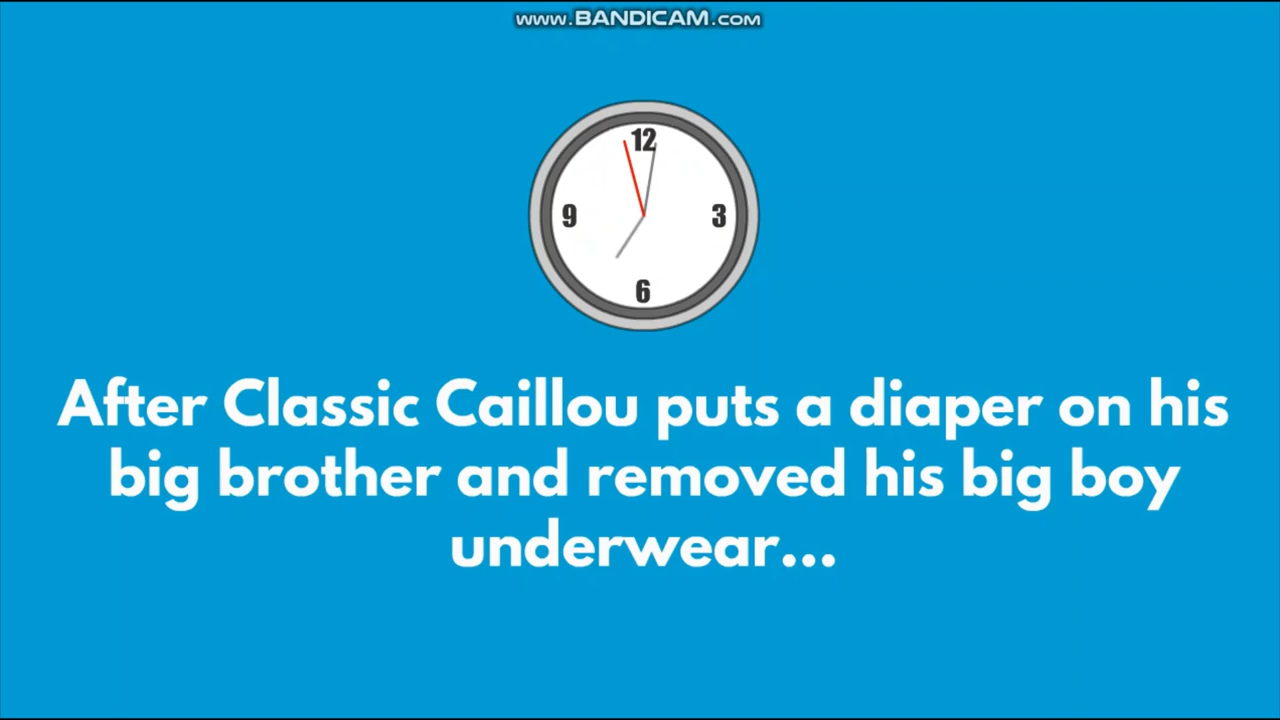 www.BANDICAM.com
12
9
3
6
After Classic Caillou puts a diaper on his
big brother and removed his big boy
underwear...